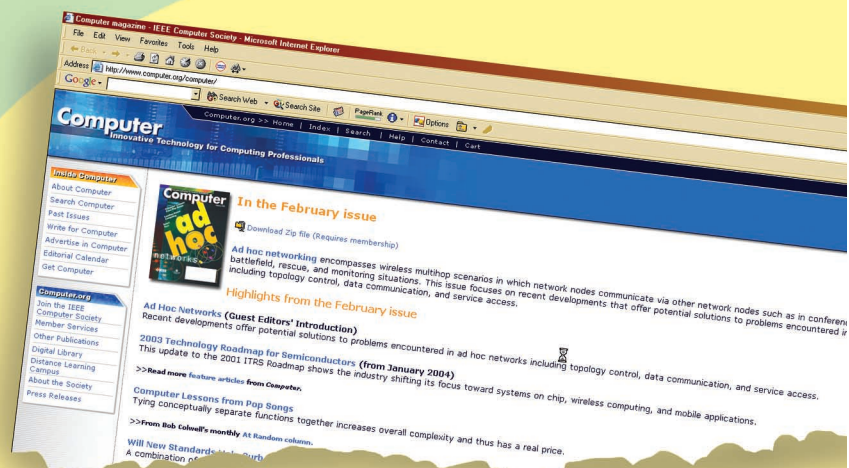 Computer magazine - IEEE Computer Society - Microsoft Internet Explorer
File Edit View Favorites Tools Help
Back
Address http://www.computer.org/computer/
Google Search Web Search Site PageRank Options
Computer.org >> Home | Index | Search | Help | Contact | Cart
Computer
Innovative Technology for Computing Professionals
Inside Computer
About Computer
Search Computer
Past Issues
Write for Computer
Advertise in Computer
Editorial Calendar
Get Computer
Computer.org
Join the IEEE
Computer Society
Member Services
Other Publications
Digital Library
Distance Learning
Campus
About the Society
Press Releases
Computer
ad
hoc
networks
In the February issue
Download Zip file (Requires membership)
Ad hoc networking encompasses wireless multihop scenarios in which network nodes communicate via other network nodes such as in conferenc
battlefield, rescue, and monitoring situations. This issue focuses on recent developments that offer potential solutions to problems encountered in
including topology control, data communication, and service access.
Highlights from the February issue
Ad Hoc Networks (Guest Editors' Introduction)
Recent developments offer potential solutions to problems encountered in ad hoc networks including topology control, data communication, and service access.
2003 Technology Roadmap for Semiconductors (from January 2004)
This update to the 2001 ITRS Roadmap shows the industry shifting its focus toward systems on chip, wireless computing, and mobile applications.
>>Read more feature articles from Computer.
Computer Lessons from Pop Songs
Tying conceptually separate functions together increases overall complexity and thus has a real price.
>>From Bob Colwell's monthly At Random column.
Will New Standards Help Curb
A combination of